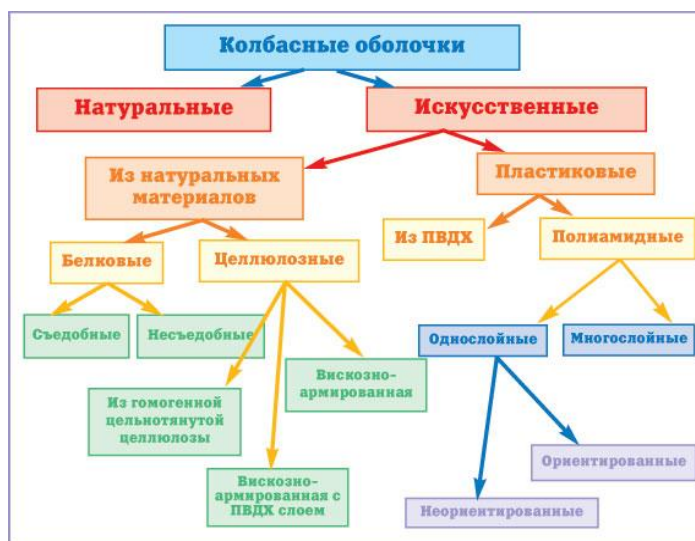 Колбасные оболочки
Натуральные
Искусственные
Из натуральных
материалов
Пластиковые
Белковые
Целлюлозные
Из ПВДХ
Полиамидные
Съедобные
Несъедобные
Однослойные
Многослойные
Из гомогенной
цельнотянутой
целлюлозы
Вискозно-
армированная
Вискозно-
армированная с
ПВДХ слоем
Ориентированные
Неориентированные